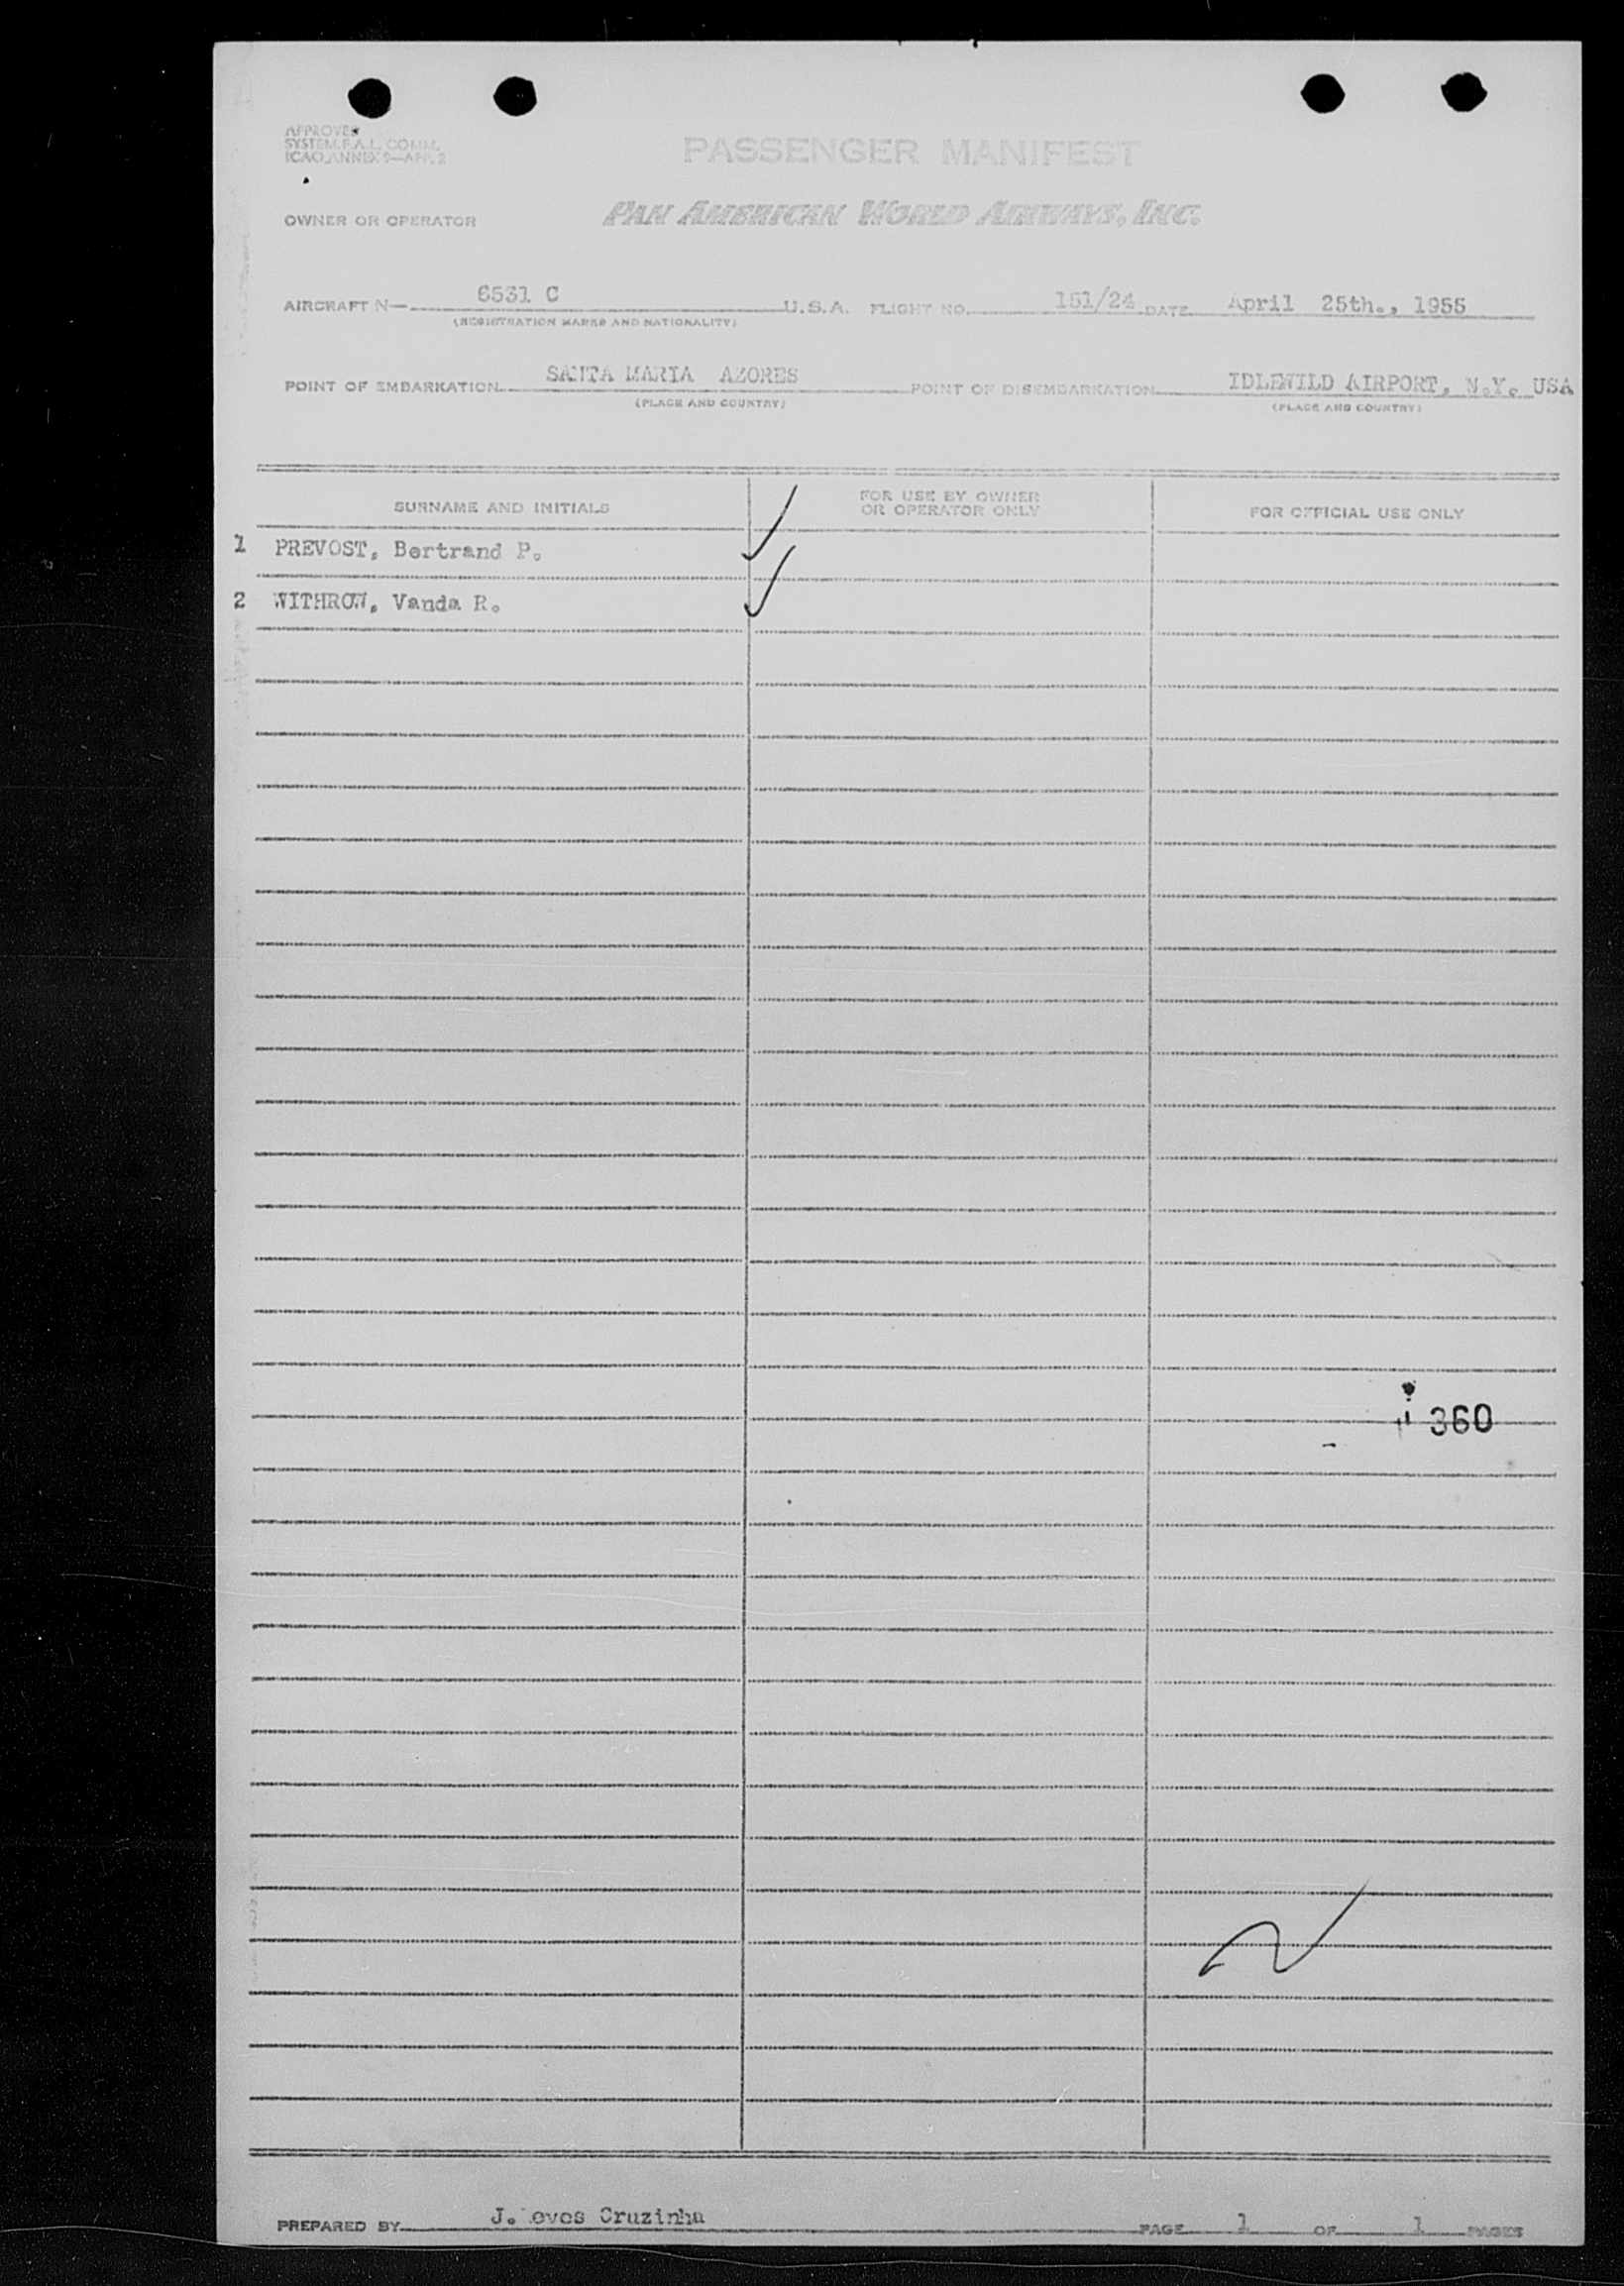 APPROVED
SYSTEM F.A.L. COMM.
ICAO ANNEX 9—APP. 2
PASSENGER MANIFEST
OWNER OR OPERATOR PAN AMERICAN WORLD AIRWAYS, INC.
AIRCRAFT N— 6531 C U.S.A. FLIGHT NO. 151/24 DATE April 25th., 1955
(REGISTRATION MARKS AND NATIONALITY)
POINT OF EMBARKATION SANTA MARIA AZORES POINT OF DISEMBARKATION IDLEWILD AIRPORT, N.Y. USA
(PLACE AND COUNTRY) (PLACE AND COUNTRY)
SURNAME AND INITIALS FOR USE BY OWNER OR OPERATOR ONLY FOR OFFICIAL USE ONLY
1 PREVOST, Bertrand P.
2 WITHROW, Vanda R.
360
PREPARED BY J. Cruzinha PAGE 1 OF 1 PAGES